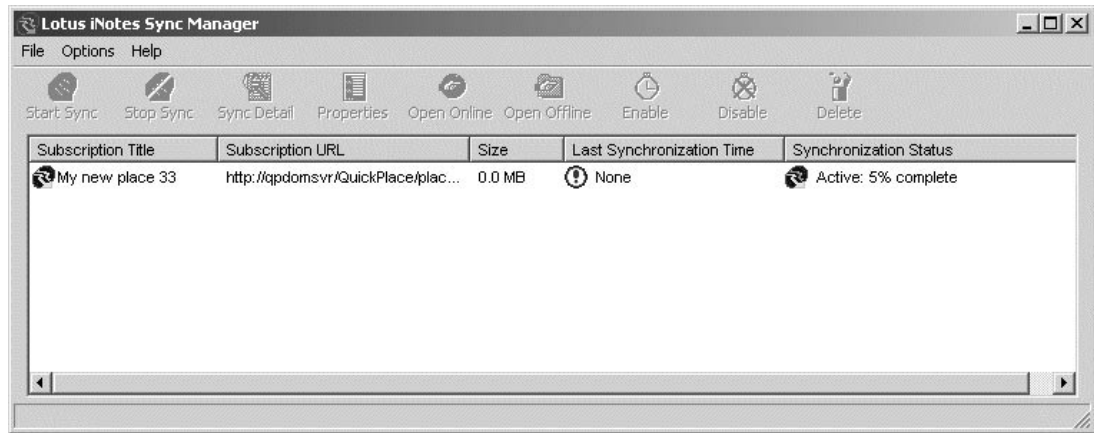 Lotus iNotes Sync Manager
File Options Help
Start Sync Stop Sync Sync Detail Properties Open Online Open Offline Enable Disable Delete
Subscription Title Subscription URL Size Last Synchronization Time Synchronization Status
My new place 33 http://qpdomsvr/QuickPlace/plac... 0.0 MB None Active: 5% complete